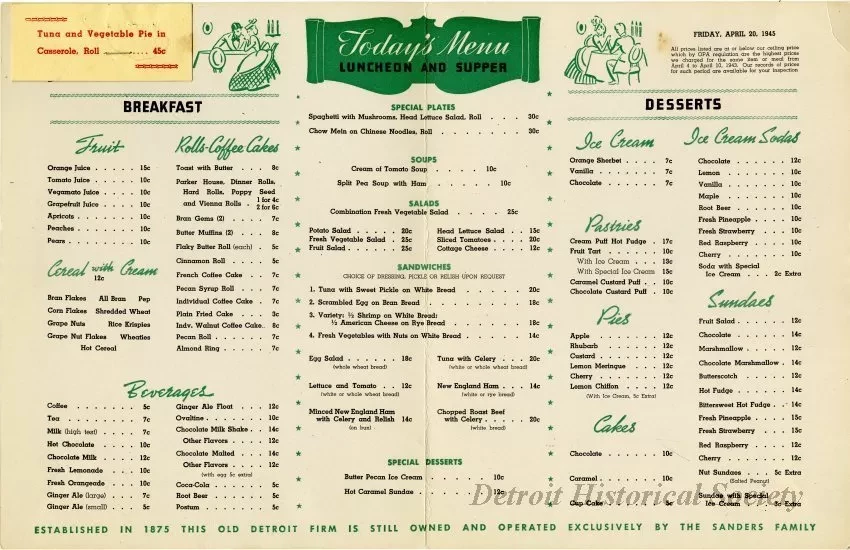 Tuna and Vegetable Pie in
Casserole, Roll ............ 45c
Today's Menu
LUNCHEON AND SUPPER
FRIDAY, APRIL 20, 1945
All prices listed are at or below our ceiling price
which by OPA regulation are the highest prices
we charged for the same item or meal from
April 4 to April 10, 1943. Our records of prices
for such period are available for your inspection
BREAKFAST
Fruit
Orange Juice . . . . . 15c
Tomato Juice . . . . . 10c
Vegamato Juice . . . . 10c
Grapefruit Juice . . . . 10c
Apricots . . . . . . . 10c
Peaches . . . . . . . 10c
Pears . . . . . . . . 10c
Cereal with Cream
12c
Bran Flakes All Bran Pep
Corn Flakes Shredded Wheat
Grape Nuts Rice Krispies
Grape Nut Flakes Wheaties
Hot Cereal
Rolls-Coffee Cakes
Toast with Butter . . . 8c
Parker House, Dinner Rolls,
Hard Rolls, Poppy Seed
and Vienna Rolls . 1 for 4c
2 for 6c
Bran Gems (2) . . . . 7c
Butter Muffins (2) . . . 8c
Flaky Butter Roll (each) . 5c
Cinnamon Roll . . . . 5c
French Coffee Cake . . 7c
Pecan Syrup Roll . . . 7c
Individual Coffee Cake . 7c
Plain Fried Cake . . . 3c
Indv. Walnut Coffee Cake. . 8c
Pecan Roll . . . . . 7c
Almond Ring . . . . . 7c
Beverages
Coffee . . . . . . . . 5c
Tea . . . . . . . . . 7c
Milk (high test) . . . . . 7c
Hot Chocolate . . . . . 10c
Chocolate Milk . . . . 12c
Fresh Lemonade . . . . 10c
Fresh Orangeade . . . . 10c
Ginger Ale (large) . . . . 7c
Ginger Ale (small) . . . . 5c
Ginger Ale Float . . . 12c
Ovaltine . . . . . . . 10c
Chocolate Milk Shake . . 14c
Other Flavors . . . . 12c
Chocolate Malted . . . 14c
Other Flavors . . . . 12c
(with egg 5c extra)
Coca-Cola . . . . . . 5c
Root Beer . . . . . . 5c
Postum . . . . . . . 5c
SPECIAL PLATES
Spaghetti with Mushrooms, Head Lettuce Salad, Roll . . . 30c
Chow Mein on Chinese Noodles, Roll . . . . . . 30c
SOUPS
Cream of Tomato Soup . . . . 10c
Split Pea Soup with Ham . . . . 10c
SALADS
Combination Fresh Vegetable Salad . . . . 25c
Potato Salad . . . . . 20c
Fresh Vegetable Salad . 25c
Fruit Salad . . . . . 25c
Head Lettuce Salad . . 15c
Sliced Tomatoes . . . . 20c
Cottage Cheese . . . . 12c
SANDWICHES
CHOICE OF DRESSING, PICKLE OR RELISH UPON REQUEST
1. Tuna with Sweet Pickle on White Bread . . . . . 20c
2. Scrambled Egg on Bran Bread . . . . . . . 18c
3. Variety: ½ Shrimp on White Bread;
½ American Cheese on Rye Bread . . . . . . 18c
4. Fresh Vegetables with Nuts on White Bread . . . . . 14c
Egg Salad . . . . . 18c
(whole wheat bread)
Tuna with Celery . . . 20c
(white or whole wheat bread)
Lettuce and Tomato . . 12c
(white or whole wheat bread)
New England Ham . . 14c
(white or rye bread)
Minced New England Ham
with Celery and Relish 14c
(on bun)
Chopped Roast Beef
with Celery . . . . . 20c
(white bread)
SPECIAL DESSERTS
Butter Pecan Ice Cream . . . . 10c
Hot Caramel Sundae . . . . . 12c
DESSERTS
Ice Cream
Orange Sherbet . . . . 7c
Vanilla . . . . . . . 7c
Chocolate . . . . . . 7c
Pastries
Cream Puff Hot Fudge . . 17c
Fruit Tart . . . . . . 10c
With Ice Cream . . . 13c
With Special Ice Cream 15c
Caramel Custard Puff . . 10c
Chocolate Custard Puff . . 10c
Pies
Apple . . . . . . . 12c
Rhubarb . . . . . . 12c
Custard . . . . . . 12c
Lemon Meringue . . . 12c
Cherry . . . . . . . 12c
Lemon Chiffon . . . . 12c
(With Ice Cream, 5c Extra)
Cakes
Chocolate . . . . . . 10c
Caramel . . . . . . . 10c
Cup Cake . . . . . . 5c
Ice Cream Sodas
Chocolate . . . . . . 12c
Lemon . . . . . . . 10c
Vanilla . . . . . . . 10c
Maple . . . . . . . 10c
Root Beer . . . . . . 10c
Fresh Pineapple . . . . 10c
Fresh Strawberry . . . 10c
Red Raspberry . . . . 10c
Cherry . . . . . . . 10c
Soda with Special
Ice Cream . . . . 2c Extra
Sundaes
Fruit Salad . . . . . 12c
Chocolate . . . . . . 14c
Marshmallow . . . . . 12c
Chocolate Marshmallow . 14c
Butterscotch . . . . . 12c
Hot Fudge . . . . . . 14c
Bittersweet Hot Fudge . . 14c
Fresh Pineapple . . . . 15c
Fresh Strawberry . . . 15c
Red Raspberry . . . . 12c
Cherry . . . . . . . 12c
Nut Sundaes . . . 5c Extra
(Salted Peanut)
Sundae with Special
Ice Cream . . . 3c Extra
Detroit Historical Society
ESTABLISHED IN 1875 THIS OLD DETROIT FIRM IS STILL OWNED AND OPERATED EXCLUSIVELY BY THE SANDERS FAMILY